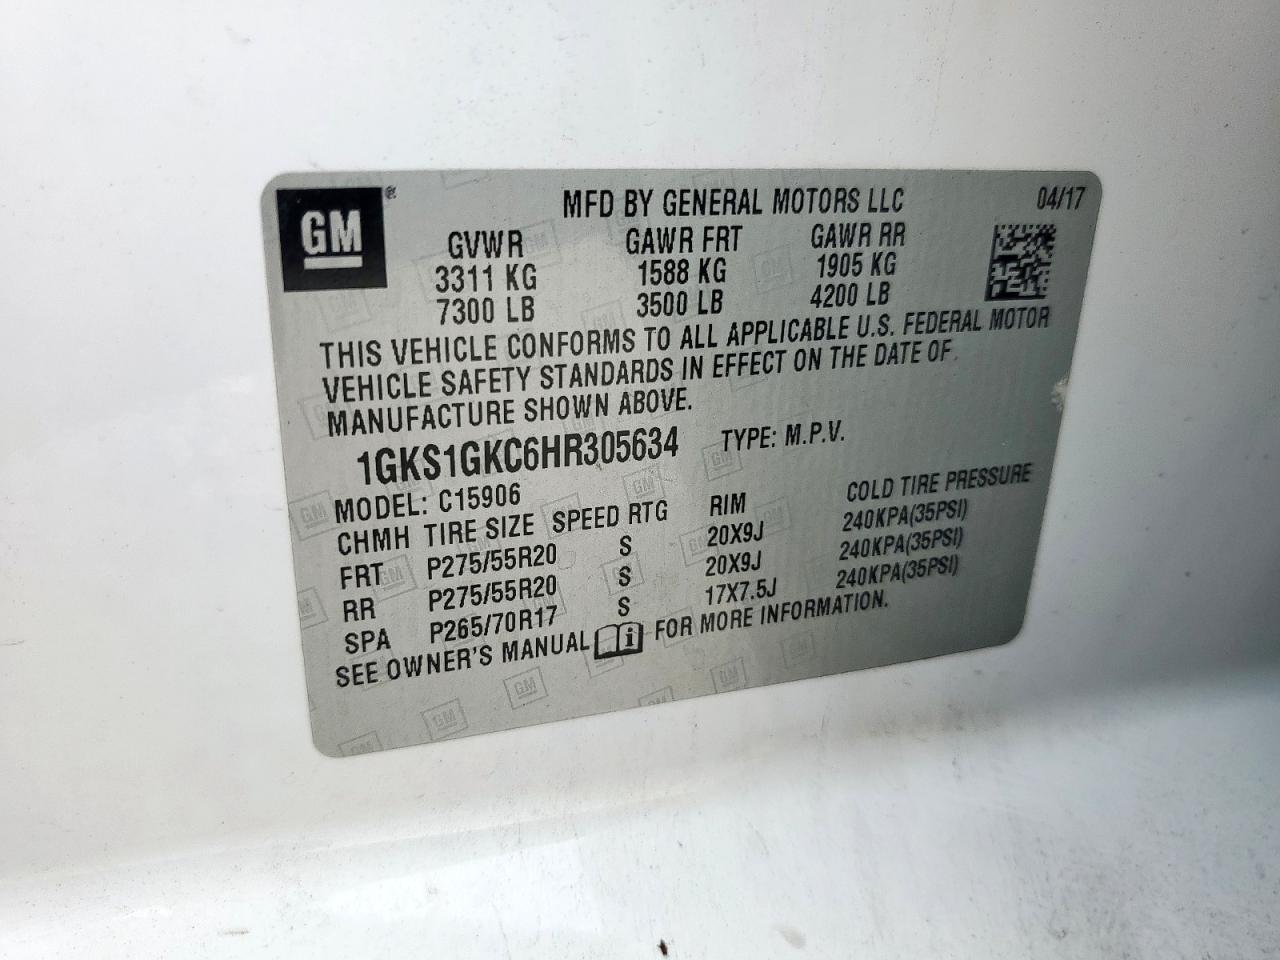 GM® MFD BY GENERAL MOTORS LLC 04/17
GVWR GAWR FRT GAWR RR
3311 KG 1588 KG 1905 KG
7300 LB 3500 LB 4200 LB
THIS VEHICLE CONFORMS TO ALL APPLICABLE U.S. FEDERAL MOTOR
VEHICLE SAFETY STANDARDS IN EFFECT ON THE DATE OF
MANUFACTURE SHOWN ABOVE.
1GKS1GKC6HR305634 TYPE: M.P.V.
MODEL: C15906
CHMH TIRE SIZE SPEED RTG RIM COLD TIRE PRESSURE
FRT P275/55R20 S 20X9J 240KPA(35PSI)
RR P275/55R20 S 20X9J 240KPA(35PSI)
SPA P265/70R17 S 17X7.5J 240KPA(35PSI)
SEE OWNER'S MANUAL i FOR MORE INFORMATION.